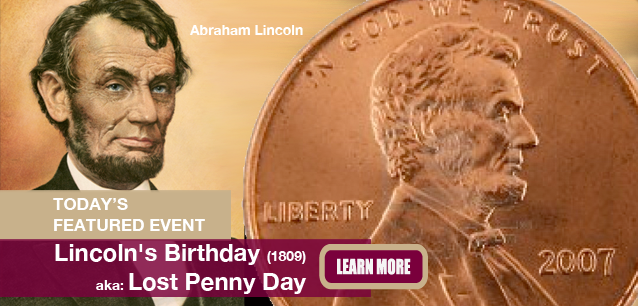 Abraham Lincoln
IN GOD WE TRUST
LIBERTY
2007
TODAY'S
FEATURED EVENT
Lincoln's Birthday (1809)
aka: Lost Penny Day
LEARN MORE